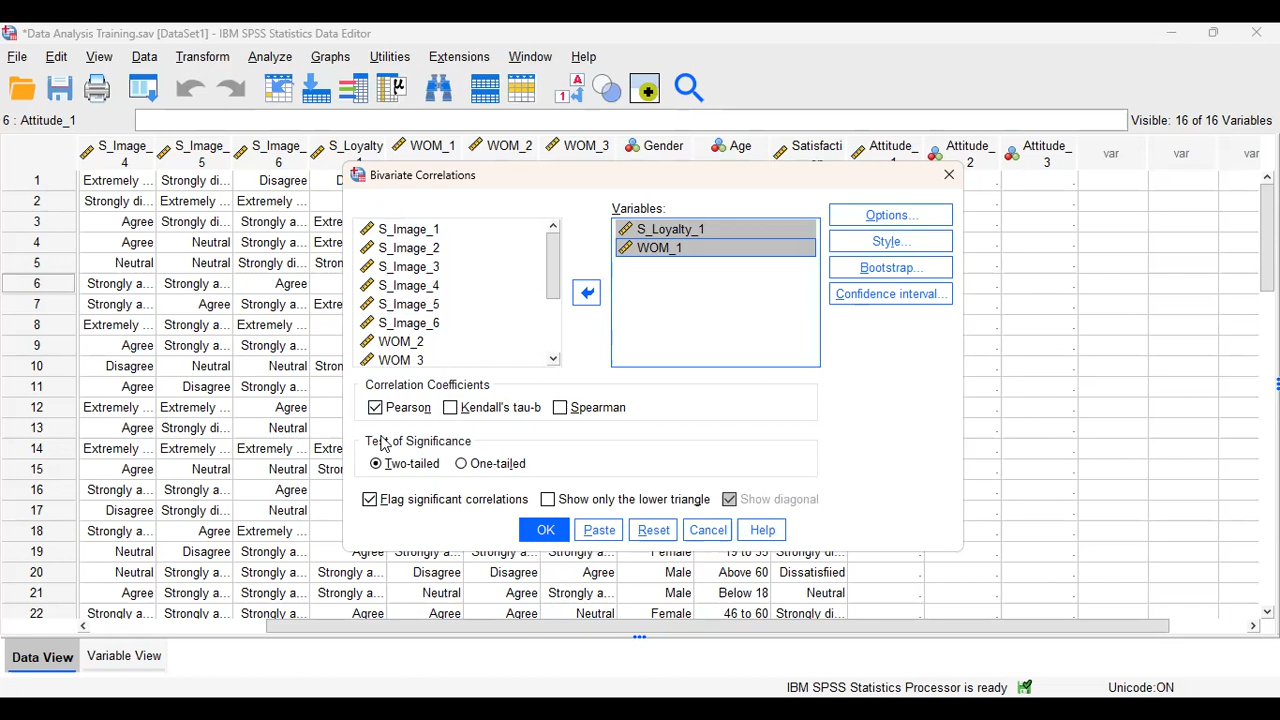 *Data Analysis Training.sav [DataSet1] - IBM SPSS Statistics Data Editor
File Edit View Data Transform Analyze Graphs Utilities Extensions Window Help
6 : Attitude_1 Visible: 16 of 16 Variables
S_Image_4 S_Image_5 S_Image_6 S_Loyalty_1 WOM_1 WOM_2 WOM_3 Gender Age Satisfaction Attitude_1 Attitude_2 Attitude_3 var var var
Bivariate Correlations
Variables:
S_Image_1
S_Image_2
S_Image_3
S_Image_4
S_Image_5
S_Image_6
WOM_2
WOM_3
S_Loyalty_1
WOM_1
Options...
Style...
Bootstrap...
Confidence interval...
Correlation Coefficients
Pearson Kendall's tau-b Spearman
Test of Significance
Two-tailed One-tailed
Flag significant correlations Show only the lower triangle Show diagonal
OK Paste Reset Cancel Help
1 Extremely ... Strongly di... Disagree
2 Strongly di... Extremely ... Extremely ...
3 Agree Strongly di... Strongly a... Extre
4 Agree Neutral Strongly a... Extre
5 Neutral Neutral Strongly di...
6 Strongly a... Strongly a... Agree
7 Strongly a... Agree Strongly a... Extre
8 Extremely ... Strongly a... Strongly a...
9 Strongly a... Strongly a... Strongly a...
10 Disagree Neutral Neutral Stron
11 Agree Disagree Strongly a...
12 Extremely ... Extremely ... Agree
13 Extremely ... Strongly di... Neutral
14 Extremely ... Strongly a... Extremely ... Extre
15 Agree Neutral Neutral Strong
16 Strongly a... Strongly a... Agree
17 Disagree Strongly di... Neutral
18 Strongly a... Agree Extremely ...
19 Neutral Disagree Strongly a... Agree Extremely ... Extremely ... Strongly a... Female 19 to 35
20 Neutral Strongly a... Strongly a... Strongly a... Disagree Disagree Agree Male Above 60 Dissatisfiied
21 Agree Strongly a... Strongly a... Strongly a... Neutral Agree Strongly a... Male Below 18 Neutral
22 Strongly a... Strongly a... Strongly a... Agree Agree Agree Neutral Female 46 to 60 Strongly di...
Data View Variable View
IBM SPSS Statistics Processor is ready Unicode:ON